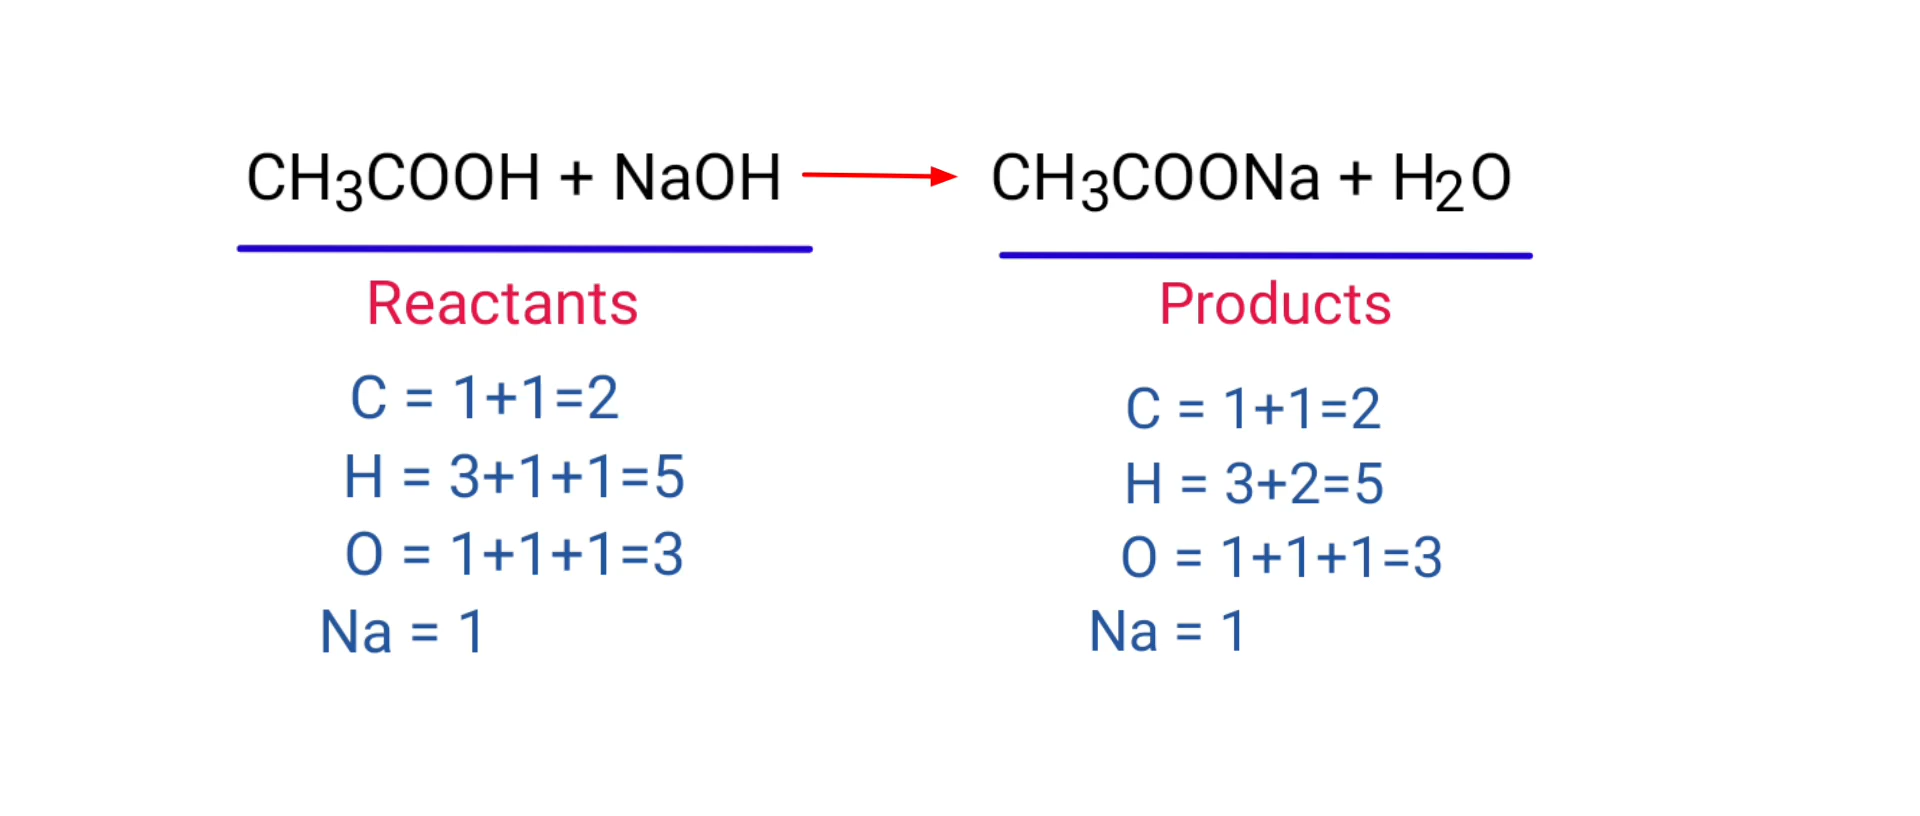 CH3COOH + NaOH → CH3COONa + H2O
Reactants
C = 1+1=2
H = 3+1+1=5
O = 1+1+1=3
Na = 1
Products
C = 1+1=2
H = 3+2=5
O = 1+1+1=3
Na = 1